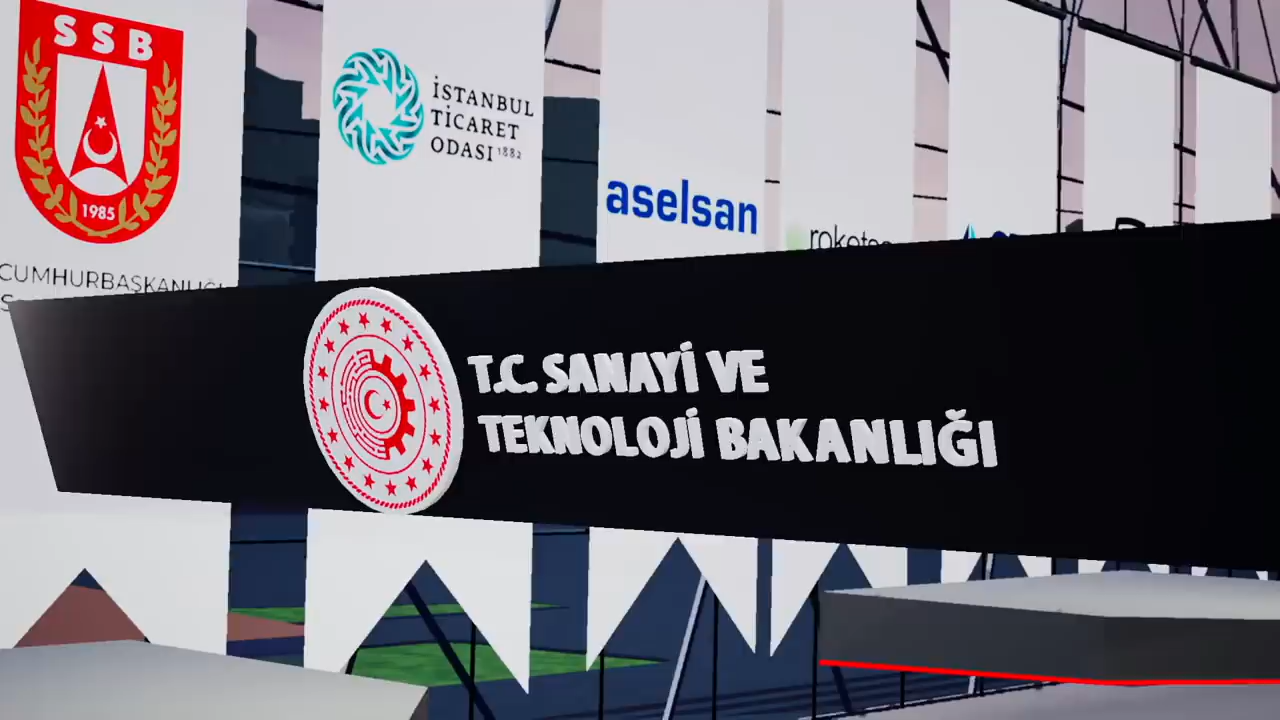 SSB
1985
CUMHURBAŞKANLIĞI
İSTANBUL
TİCARET
ODASI 1882
aselsan
T.C. SANAYİ VE
TEKNOLOJİ BAKANLIĞI